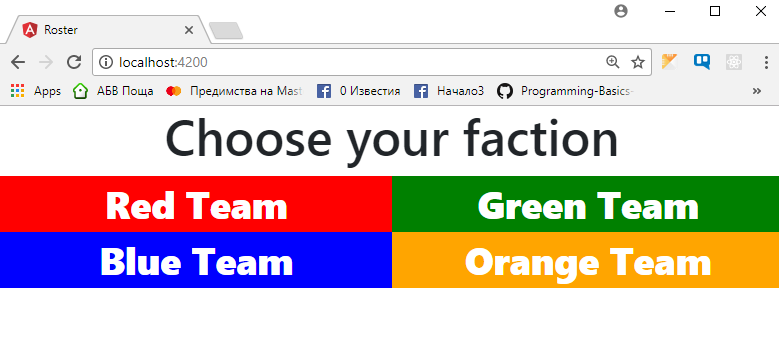 Roster
localhost:4200
Apps АБВ Поща Предимства на Mast 0 Известия Начало3 Programming-Basics-
Choose your faction
Red Team Green Team
Blue Team Orange Team